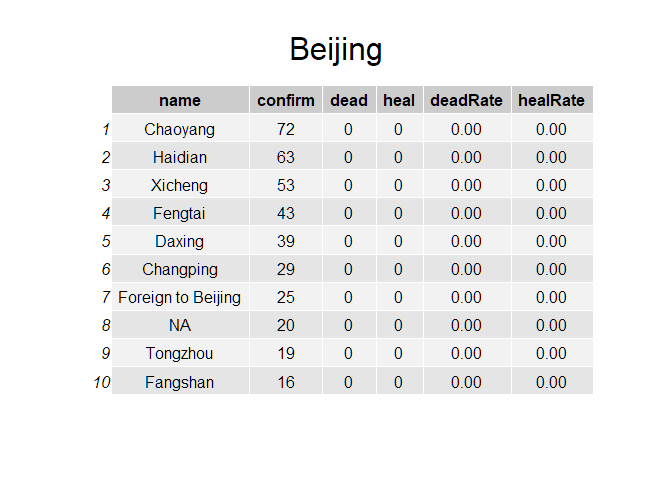 Beijing
name confirm dead heal deadRate healRate
1 Chaoyang 72 0 0 0.00 0.00
2 Haidian 63 0 0 0.00 0.00
3 Xicheng 53 0 0 0.00 0.00
4 Fengtai 43 0 0 0.00 0.00
5 Daxing 39 0 0 0.00 0.00
6 Changping 29 0 0 0.00 0.00
7 Foreign to Beijing 25 0 0 0.00 0.00
8 NA 20 0 0 0.00 0.00
9 Tongzhou 19 0 0 0.00 0.00
10 Fangshan 16 0 0 0.00 0.00